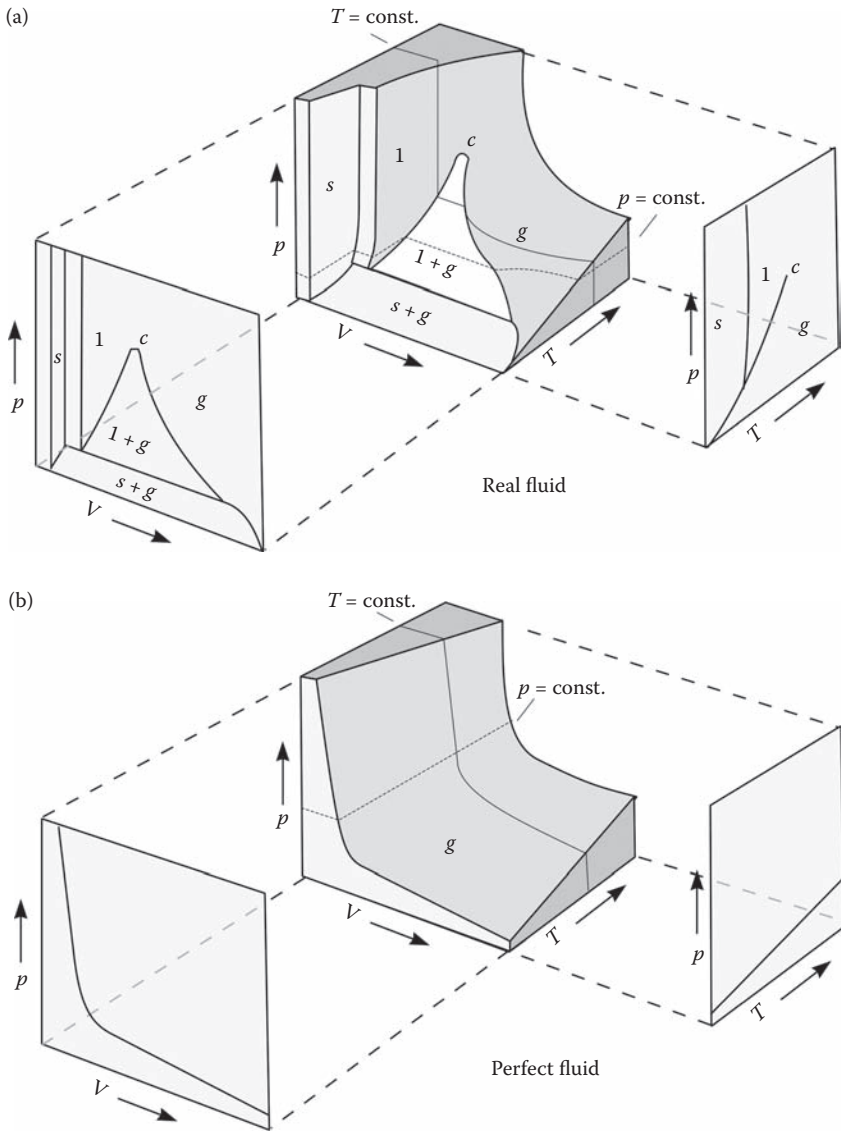 (a)
T = const.
c
1
s
p = const.
g
p
1 + g
s + g
V
T
1
c
s
g
p
T
s
1
c
p
g
1 + g
s + g
V
Real fluid
(b)
T = const.
p = const.
p
g
V
T
p
V
p
T
Perfect fluid